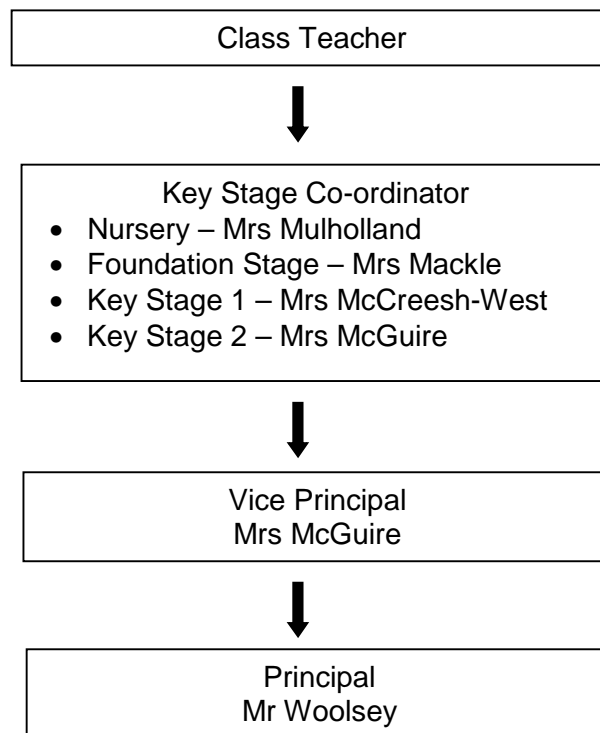 Class Teacher
Key Stage Co-ordinator
• Nursery – Mrs Mulholland
• Foundation Stage – Mrs Mackle
• Key Stage 1 – Mrs McCreesh-West
• Key Stage 2 – Mrs McGuire
Vice Principal
Mrs McGuire
Principal
Mr Woolsey